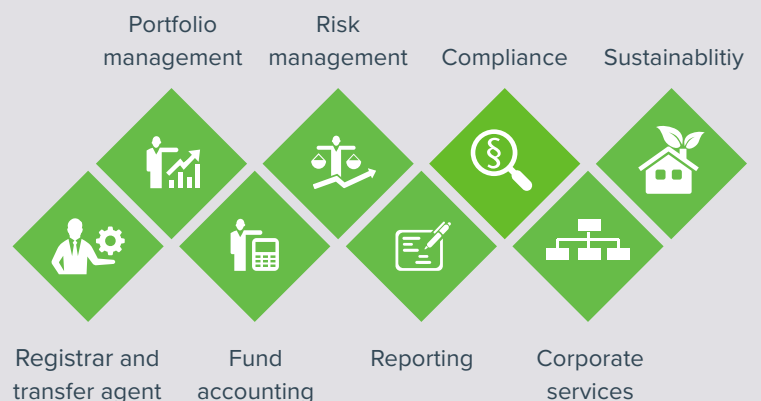 Portfolio
management
Risk
management
Compliance
Sustainablitiy
§
Registrar and
transfer agent
Fund
accounting
Reporting
Corporate
services